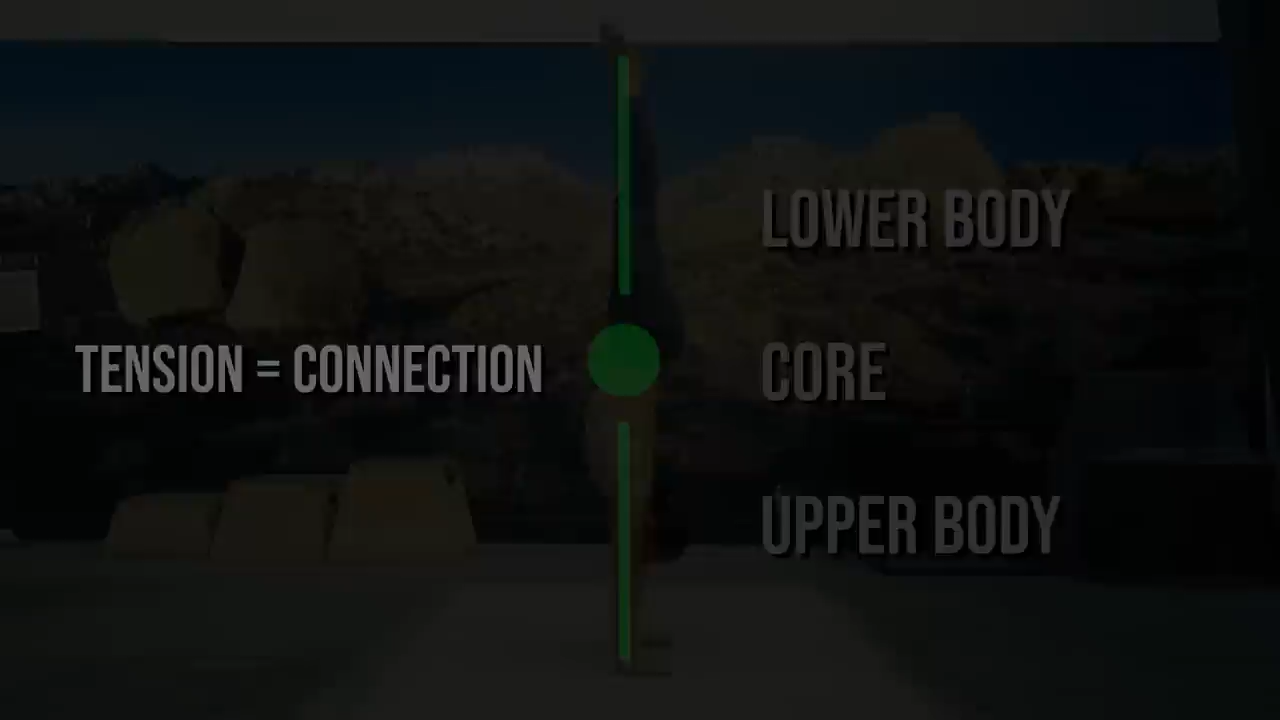 LOWER BODY
TENSION = CONNECTION
CORE
UPPER BODY